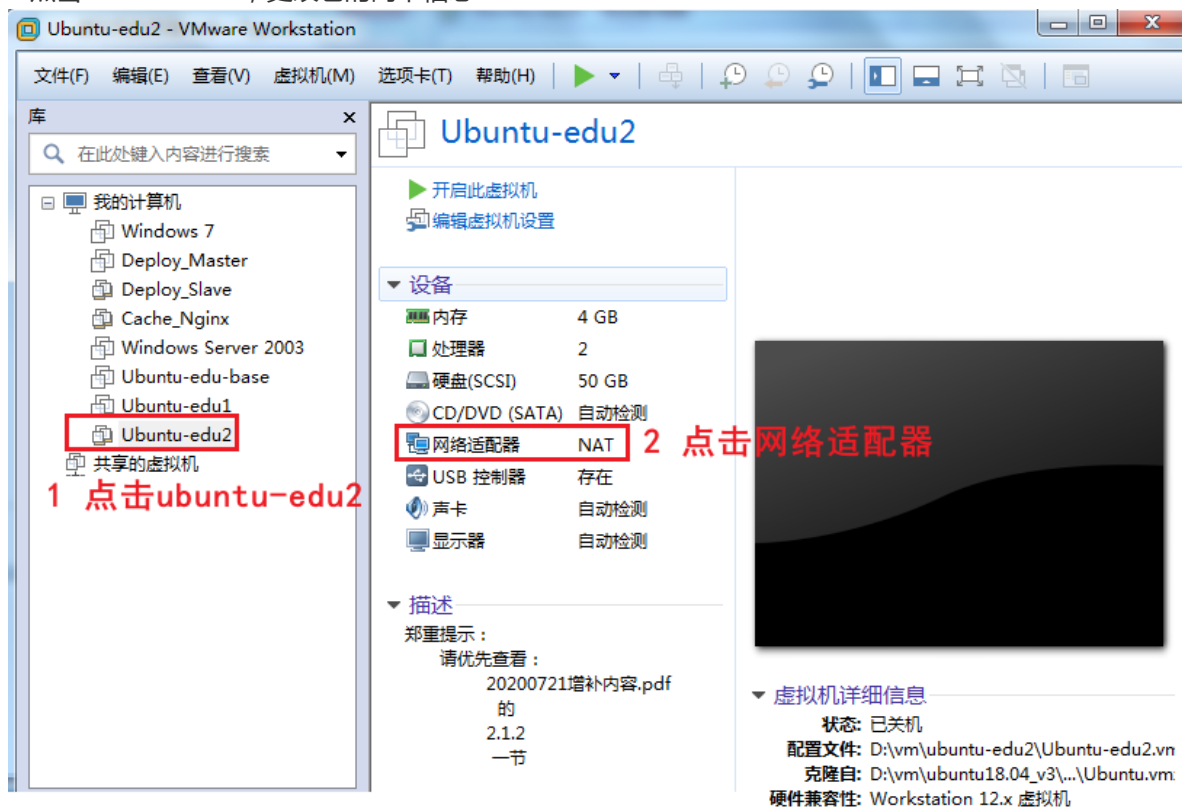 Ubuntu-edu2 - VMware Workstation
文件(F) 编辑(E) 查看(V) 虚拟机(M) 选项卡(T) 帮助(H)
库
在此处键入内容进行搜索
我的计算机
Windows 7
Deploy_Master
Deploy_Slave
Cache_Nginx
Windows Server 2003
Ubuntu-edu-base
Ubuntu-edu1
Ubuntu-edu2
共享的虚拟机
1 点击ubuntu-edu2
Ubuntu-edu2
开启此虚拟机
编辑虚拟机设置
设备
内存 4 GB
处理器 2
硬盘(SCSI) 50 GB
CD/DVD (SATA) 自动检测
网络适配器 NAT
2 点击网络适配器
USB 控制器 存在
声卡 自动检测
显示器 自动检测
描述
郑重提示：
请优先查看：
20200721增补内容.pdf
的
2.1.2
一节
虚拟机详细信息
状态: 已关机
配置文件: D:\vm\ubuntu-edu2\Ubuntu-edu2.vm
克隆自: D:\vm\ubuntu18.04_v3\...\Ubuntu.vm
硬件兼容性: Workstation 12.x 虚拟机